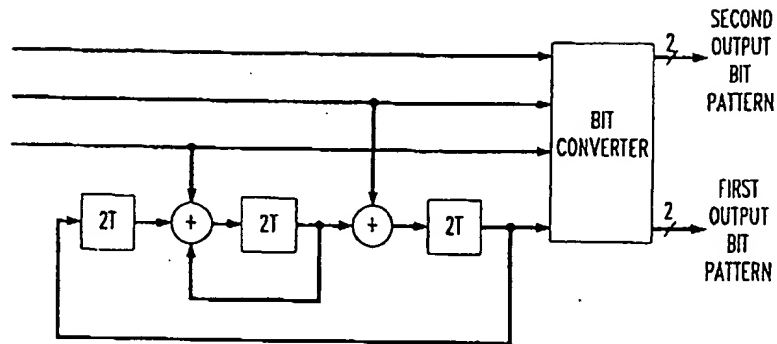 2
SECOND
OUTPUT
BIT
PATTERN
BIT
CONVERTER
2T
+
2T
+
2T
2
FIRST
OUTPUT
BIT
PATTERN